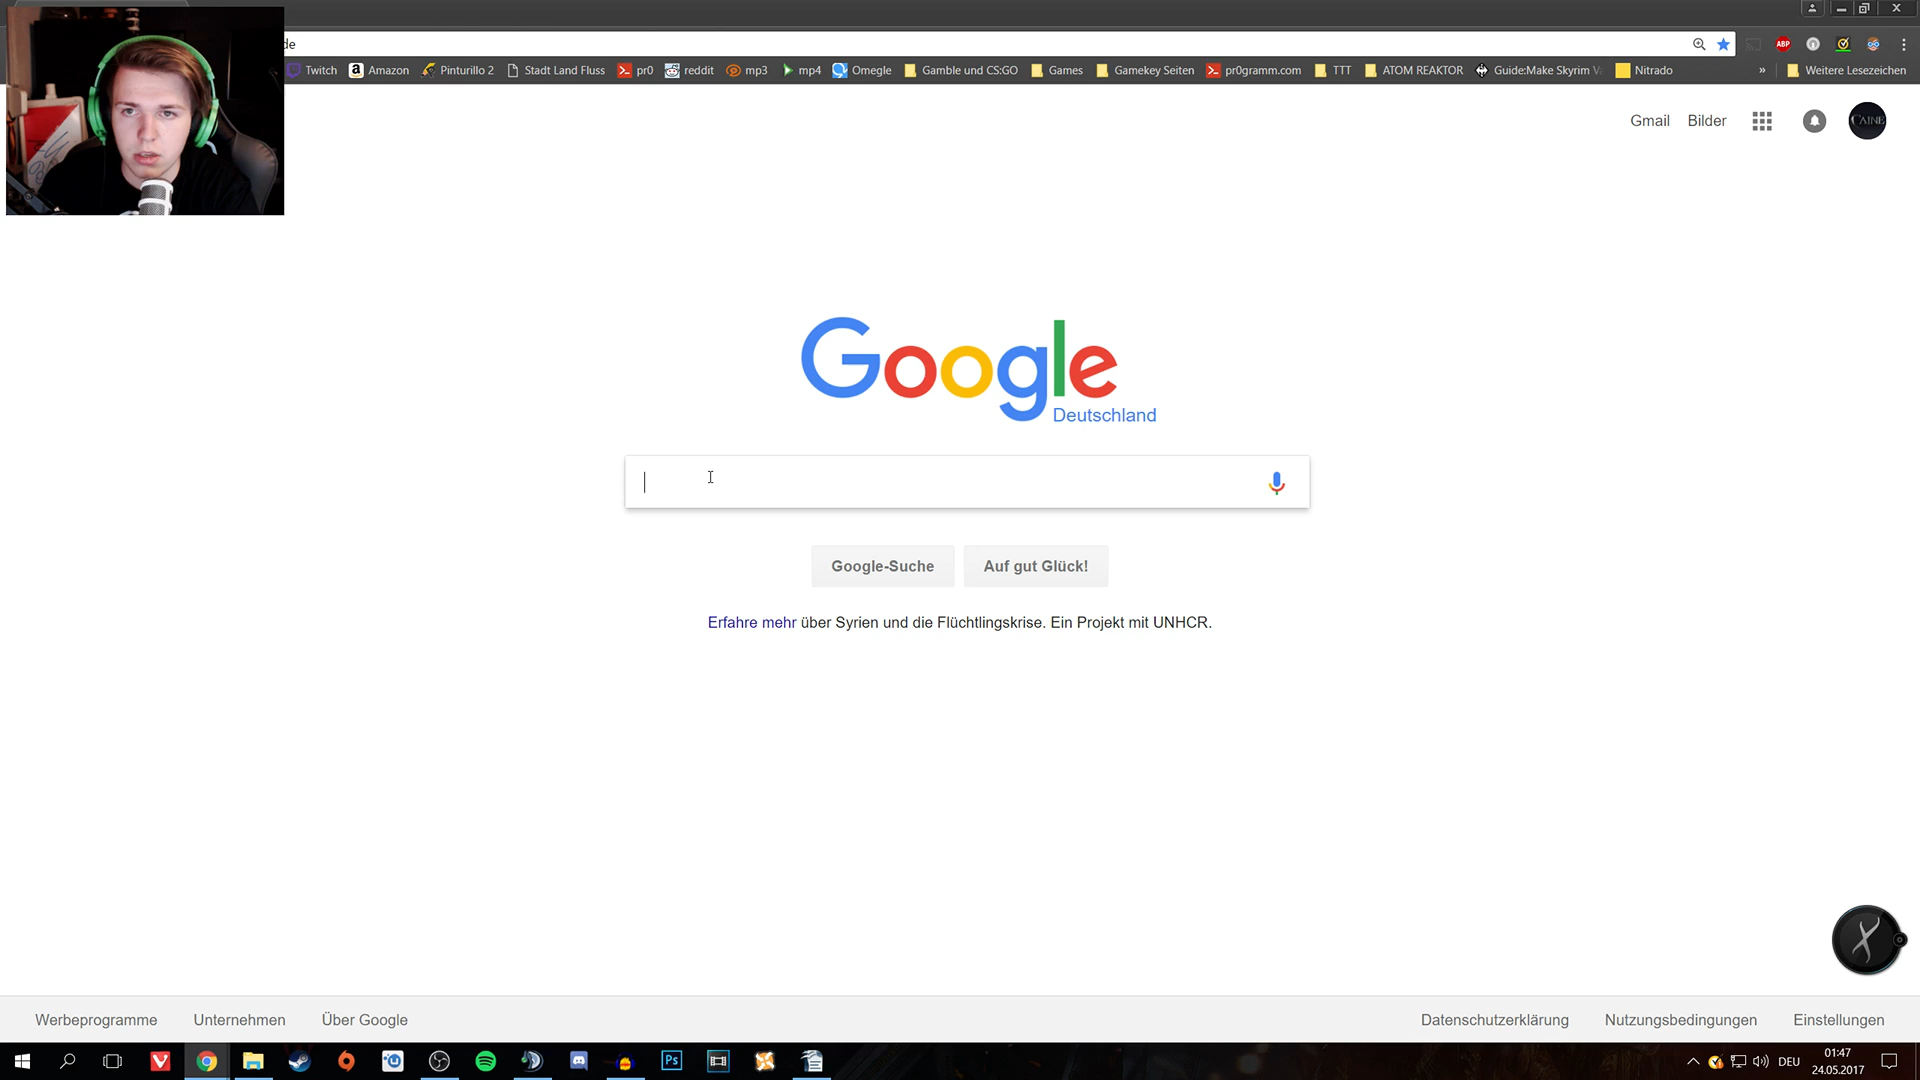 de
Twitch Amazon Pinturillo 2 Stadt Land Fluss pr0 reddit mp3 mp4 Omegle Gamble und CS:GO Games Gamekey Seiten pr0gramm.com TTT ATOM REAKTOR Guide:Make Skyrim Nitrado » Weitere Lesezeichen
Gmail Bilder CAINE
Google
Deutschland
Google-Suche Auf gut Glück!
Erfahre mehr über Syrien und die Flüchtlingskrise. Ein Projekt mit UNHCR.
Werbeprogramme Unternehmen Über Google Datenschutzerklärung Nutzungsbedingungen Einstellungen
Ps DEU 01:47
24.05.2017